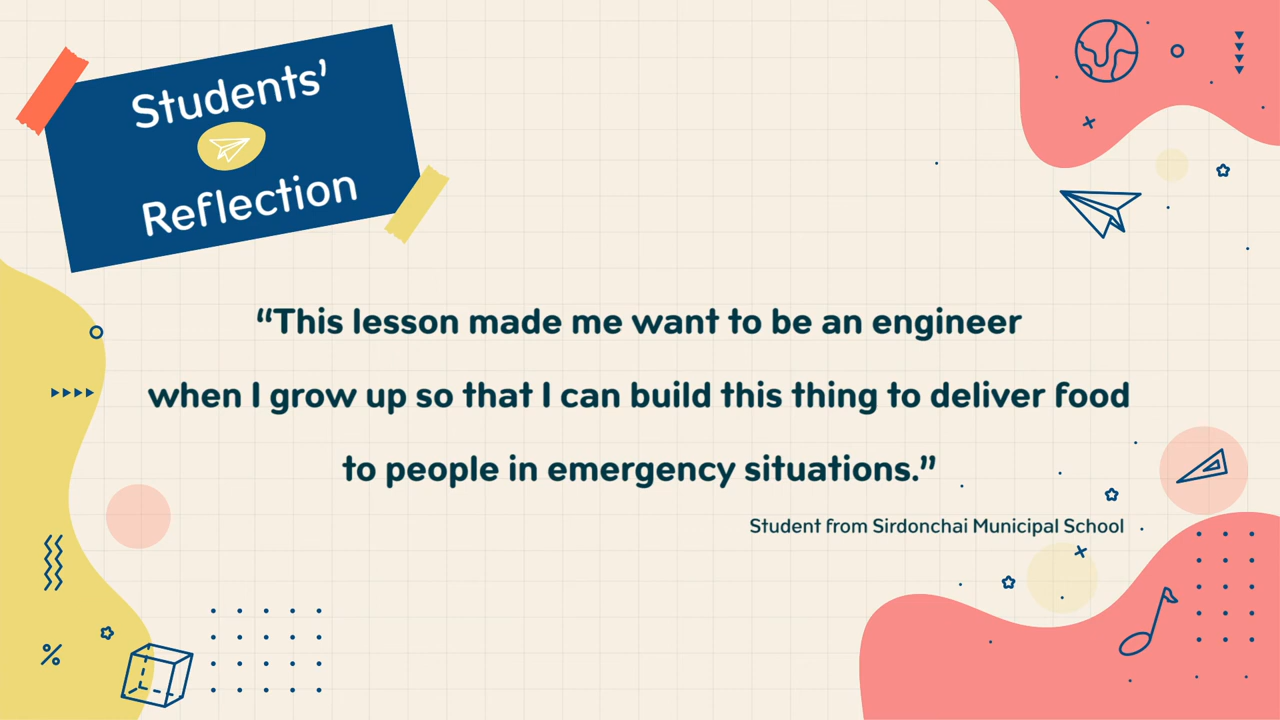 Students’
Reflection
“This lesson made me want to be an engineer
when I grow up so that I can build this thing to deliver food
to people in emergency situations.”
Student from Sirdonchai Municipal School